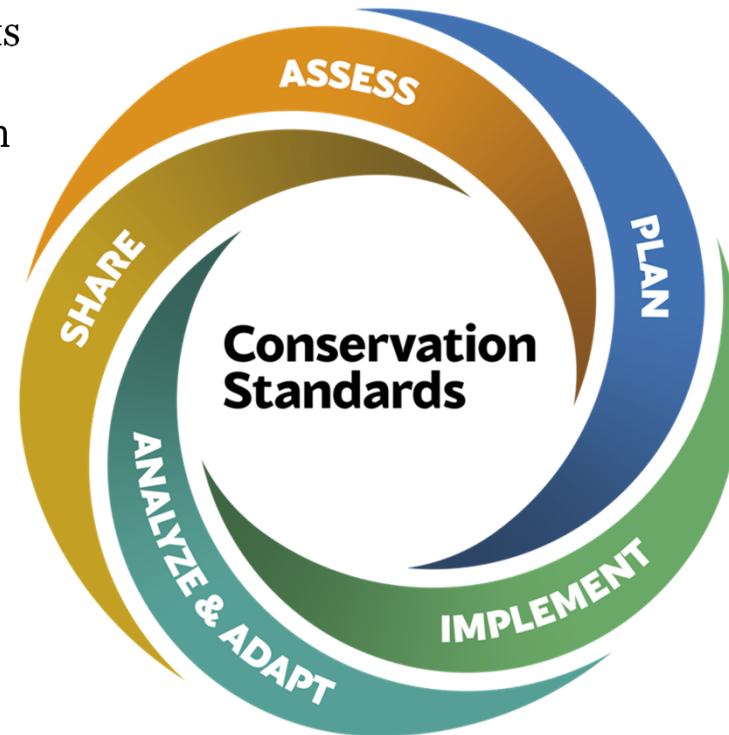 ASSESS
PLAN
IMPLEMENT
ANALYZE & ADAPT
SHARE
Conservation
Standards